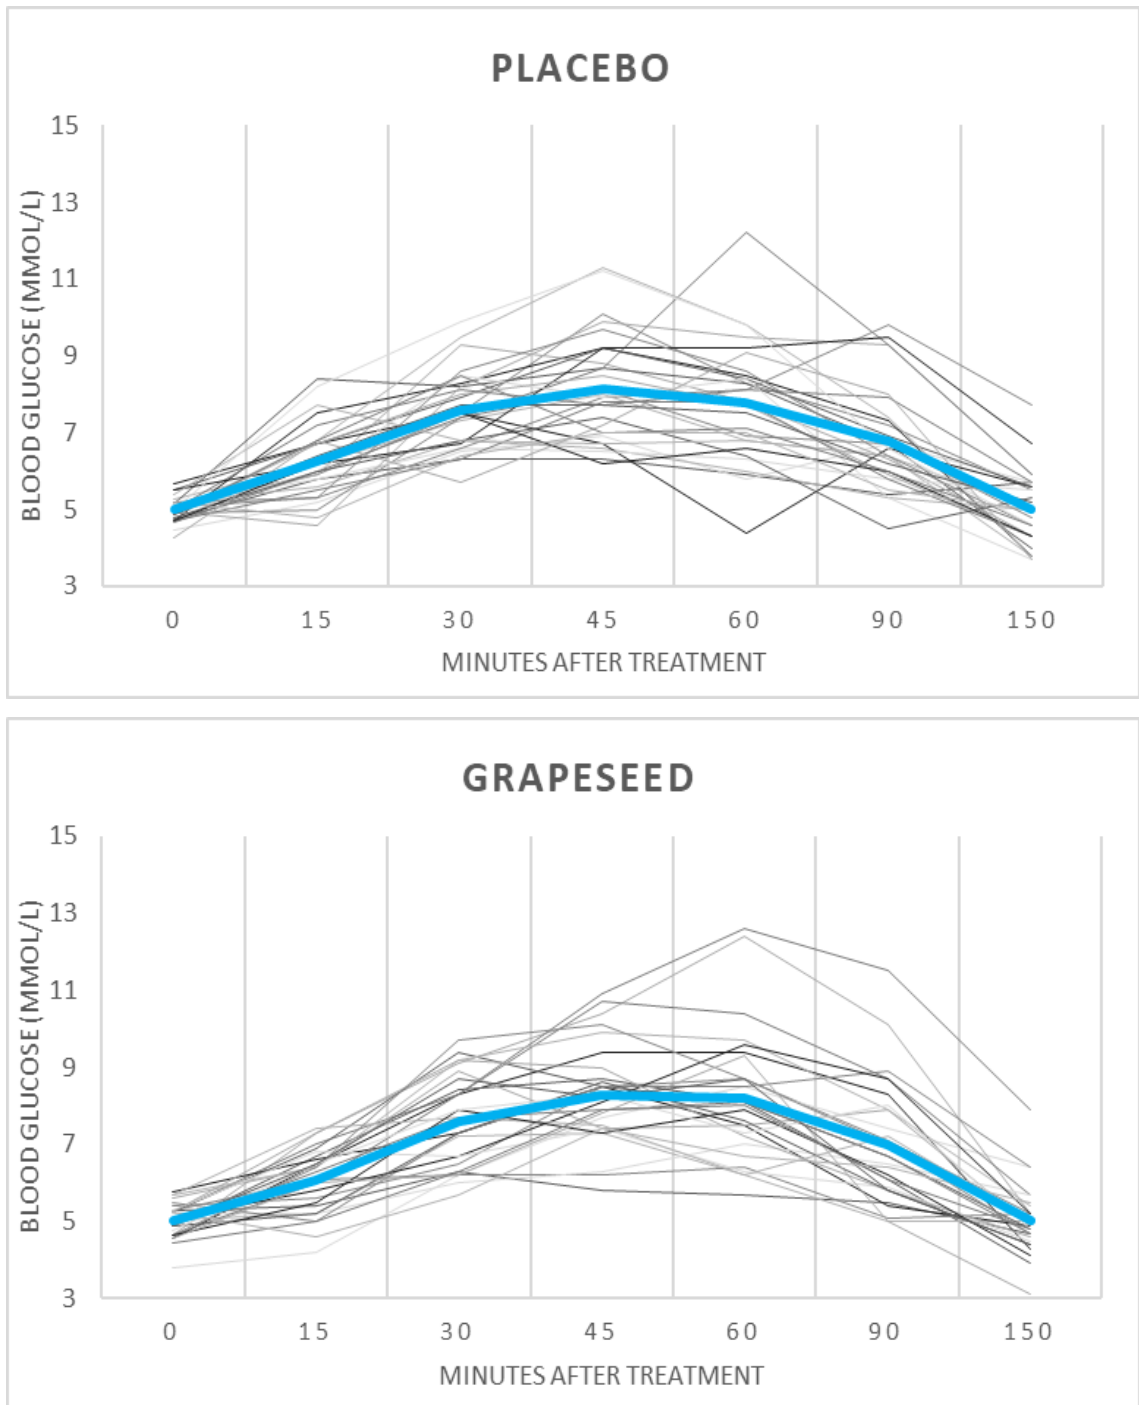 PLACEBO
BLOOD GLUCOSE (MMOL/L)
15
13
11
9
7
5
3
0 15 30 45 60 90 150
MINUTES AFTER TREATMENT
GRAPESEED
BLOOD GLUCOSE (MMOL/L)
15
13
11
9
7
5
3
0 15 30 45 60 90 150
MINUTES AFTER TREATMENT